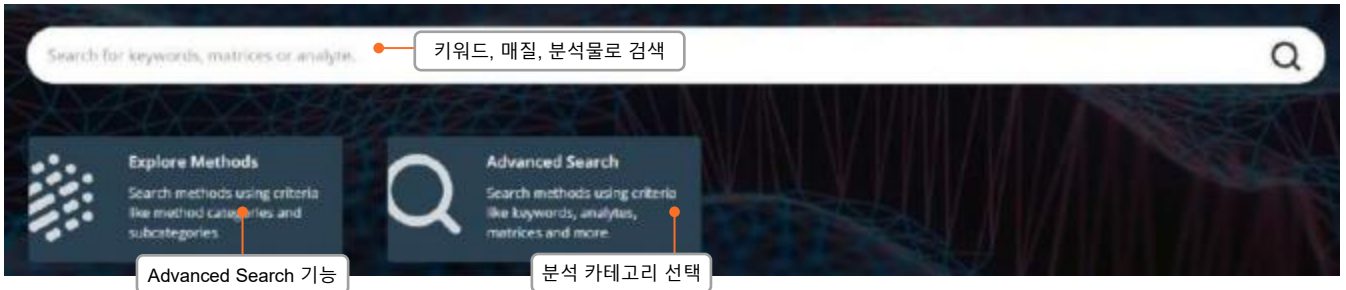 Search for keywords, matrices or analyte.
키워드, 매질, 분석물로 검색
Explore Methods
Search methods using criteria
like method categories and
subcategories
Advanced Search 기능
Advanced Search
Search methods using criteria
like keywords, analytes,
matrices and more
분석 카테고리 선택